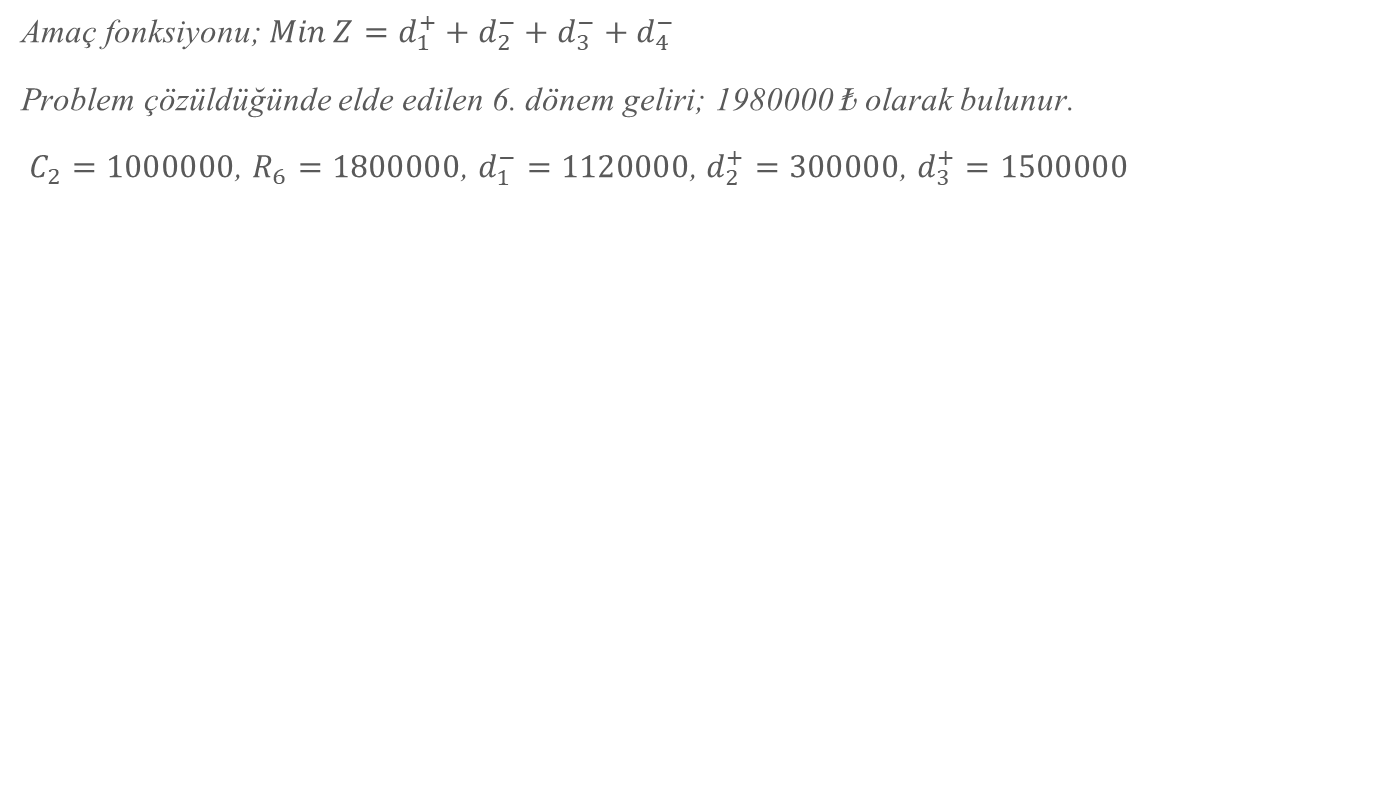 Amaç fonksiyonu; Min Z = d₁⁺ + d₂⁻ + d₃⁻ + d₄⁻
Problem çözüldüğünde elde edilen 6. dönem geliri; 1980000 ₺ olarak bulunur.
C₂ = 1000000, R₆ = 1800000, d₁⁻ = 1120000, d₂⁺ = 300000, d₃⁺ = 1500000